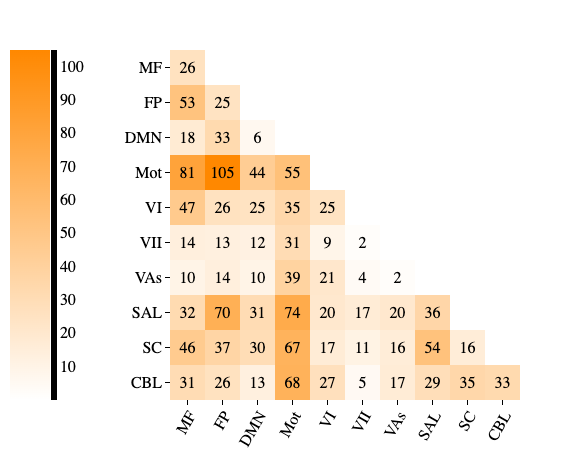 100
90
80
70
60
50
40
30
20
10
MF 26
FP 53 25
DMN 18 33 6
Mot 81 105 44 55
VI 47 26 25 35 25
VII 14 13 12 31 9 2
VAs 10 14 10 39 21 4 2
SAL 32 70 31 74 20 17 20 36
SC 46 37 30 67 17 11 16 54 16
CBL 31 26 13 68 27 5 17 29 35 33
MF FP DMN Mot VI VII VAs SAL SC CBL